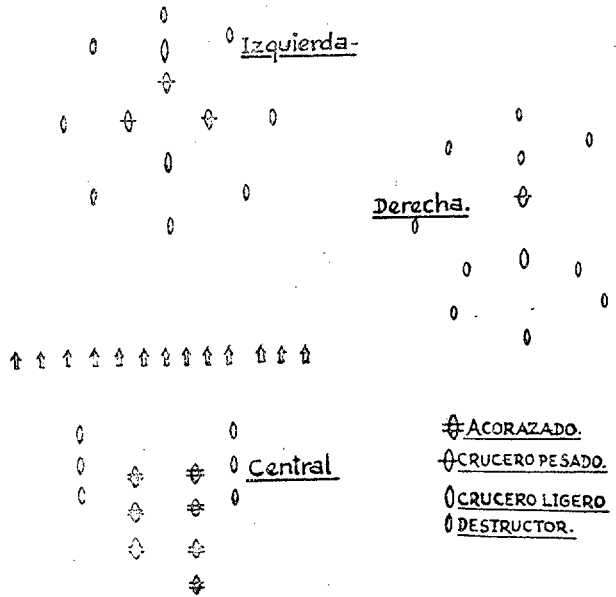 Izquierda-
Derecha.
Central
ACORAZADO.
CRUCERO PESADO.
CRUCERO LIGERO
DESTRUCTOR.